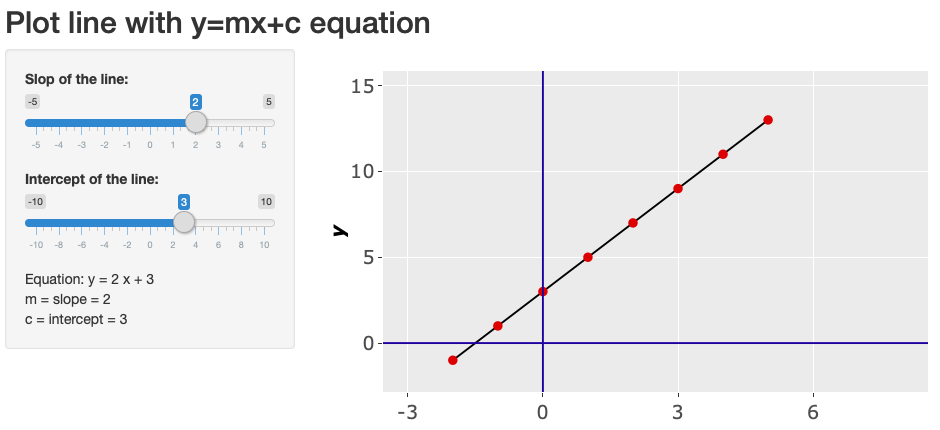 Plot line with y=mx+c equation
Slop of the line:
-5 2 5
-5 -4 -3 -2 -1 0 1 2 3 4 5
Intercept of the line:
-10 3 10
-10 -8 -6 -4 -2 0 2 4 6 8 10
Equation: y = 2 x + 3
m = slope = 2
c = intercept = 3
15
10
5
0
y
-3 0 3 6